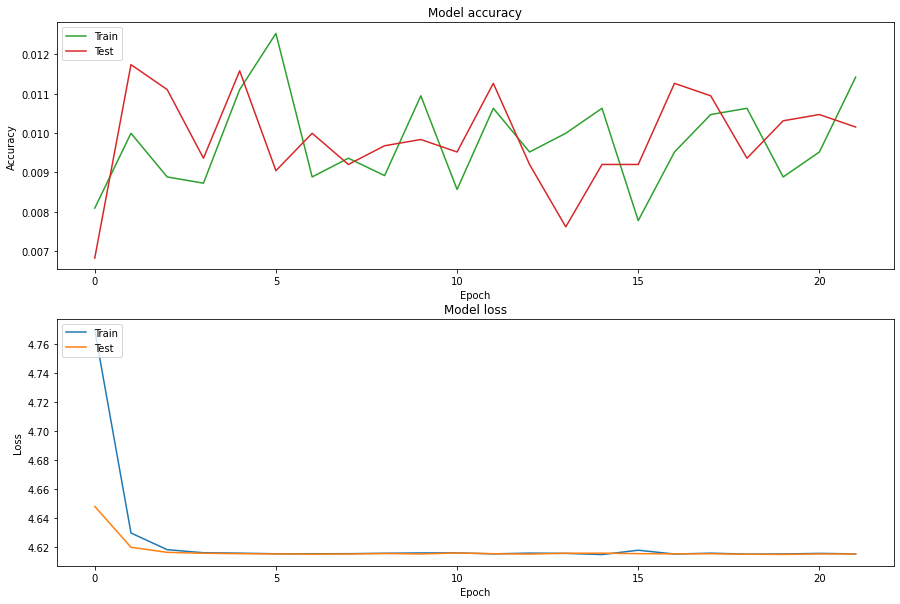 Model accuracy
Train
Test
0.012
0.011
0.010
0.009
0.008
0.007
Accuracy
0 5 10 15 20
Epoch
Model loss
Train
Test
4.76
4.74
4.72
4.70
4.68
4.66
4.64
4.62
Loss
0 5 10 15 20
Epoch